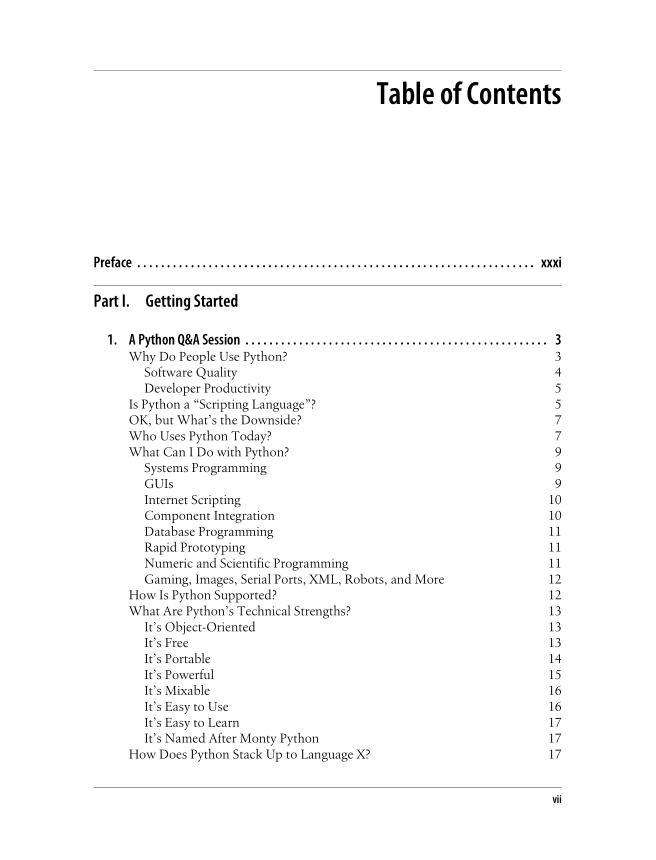 Table of Contents
Preface . . . . . . . . . . . . . . . . . . . . . . . . . . . . . . . . . . . . . . . . . . . . . . . . . . . . . . . . . . . . . . . . . . . xxxi
Part I. Getting Started
1. A Python Q&A Session . . . . . . . . . . . . . . . . . . . . . . . . . . . . . . . . . . . . . . . . . . . . . . . . . . . 3
Why Do People Use Python? 3
Software Quality 4
Developer Productivity 5
Is Python a “Scripting Language”? 5
OK, but What’s the Downside? 7
Who Uses Python Today? 7
What Can I Do with Python? 9
Systems Programming 9
GUIs 9
Internet Scripting 10
Component Integration 10
Database Programming 11
Rapid Prototyping 11
Numeric and Scientific Programming 11
Gaming, Images, Serial Ports, XML, Robots, and More 12
How Is Python Supported? 12
What Are Python’s Technical Strengths? 13
It’s Object-Oriented 13
It’s Free 13
It’s Portable 14
It’s Powerful 15
It’s Mixable 16
It’s Easy to Use 16
It’s Easy to Learn 17
It’s Named After Monty Python 17
How Does Python Stack Up to Language X? 17
vii